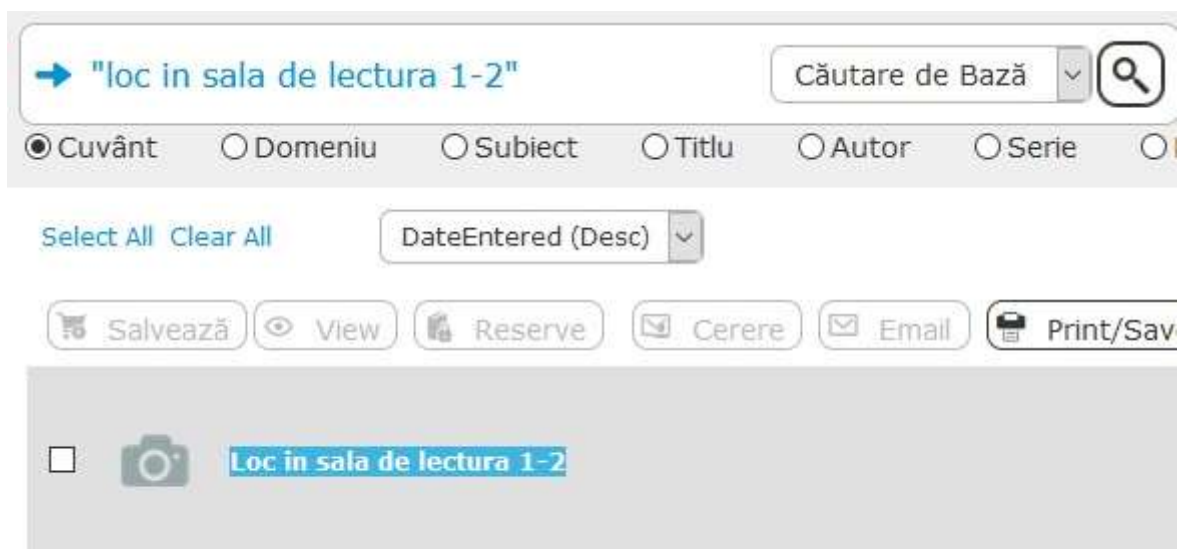 "loc in sala de lectura 1-2" Căutare de Bază
Cuvânt Domeniu Subiect Titlu Autor Serie
Select All Clear All DateEntered (Desc)
Salvează View Reserve Cerere Email Print/Sav
Loc in sala de lectura 1-2